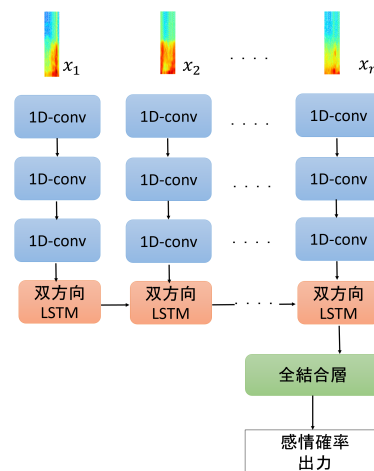 x1 x2 . . . . xn
1D-conv 1D-conv . . . . 1D-conv
1D-conv 1D-conv . . . . 1D-conv
1D-conv 1D-conv . . . . 1D-conv
双方向 双方向 . . . . 双方向
LSTM LSTM LSTM
全結合層
感情確率
出力